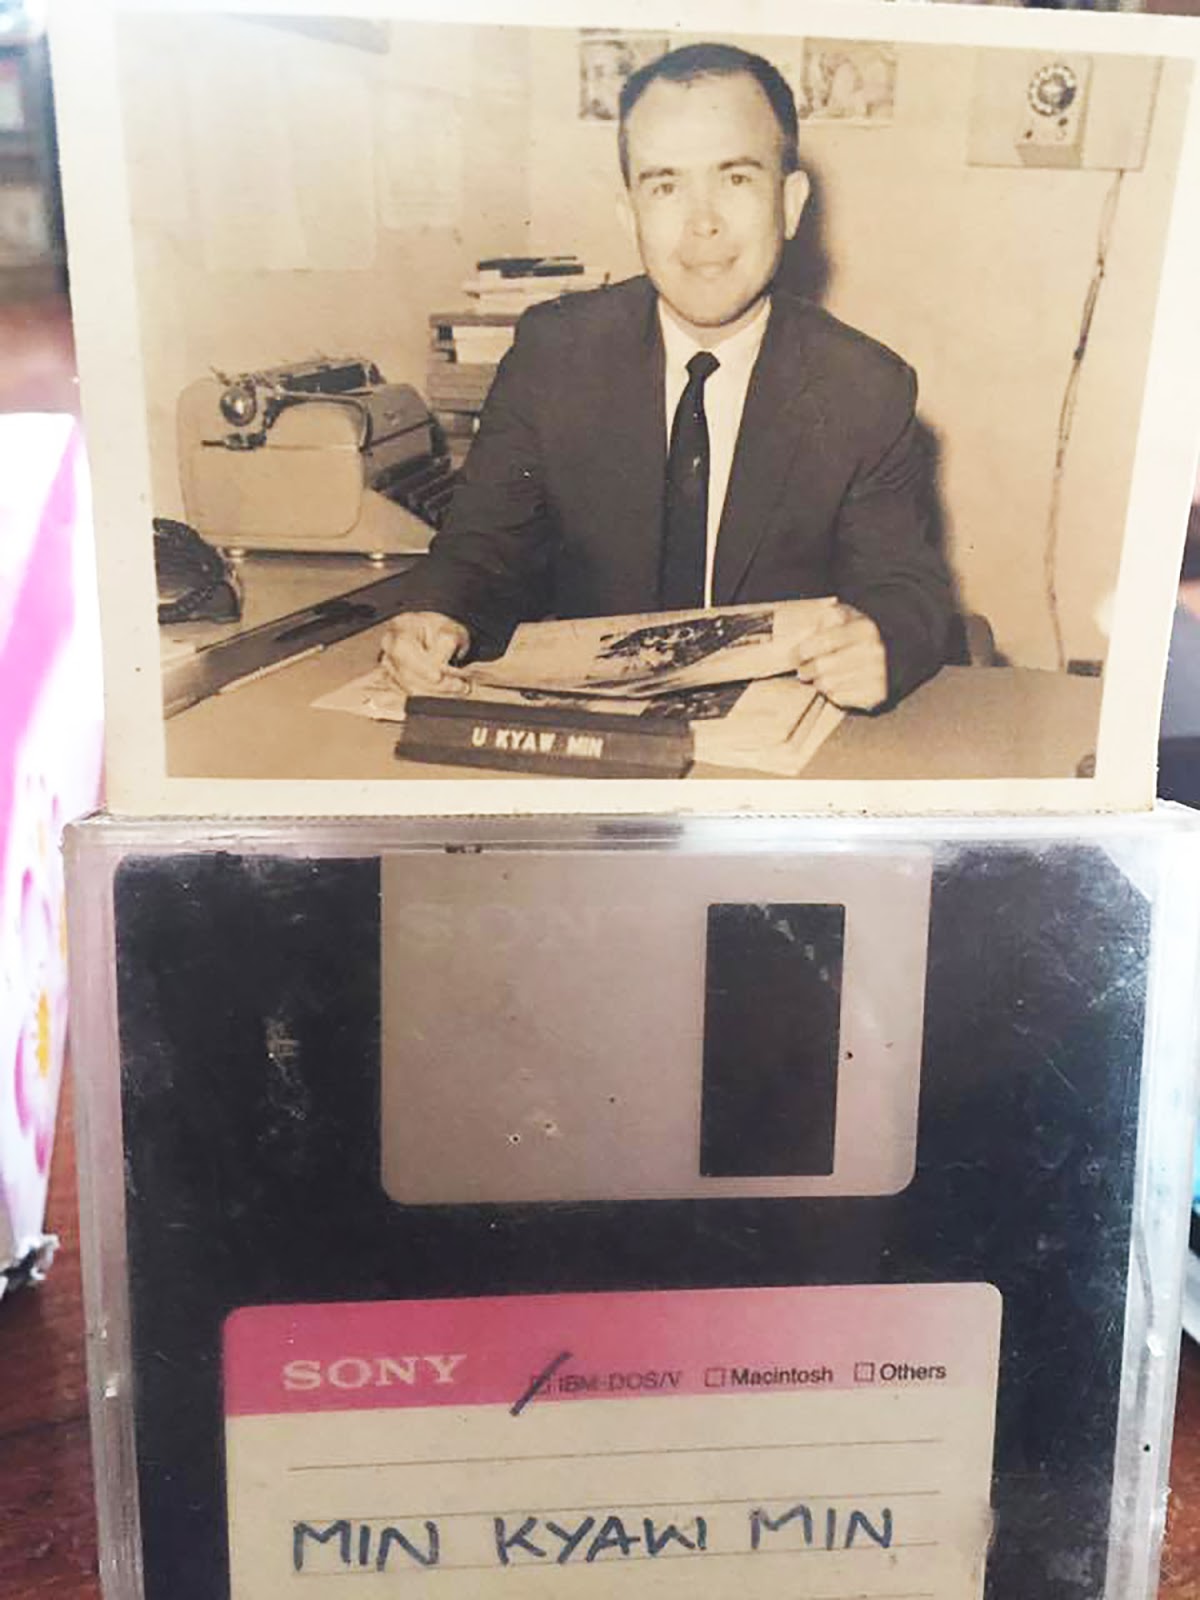 U KYAW MIN
SONY
SONY
IBM-DOS/V Macintosh Others
MIN KYAW MIN